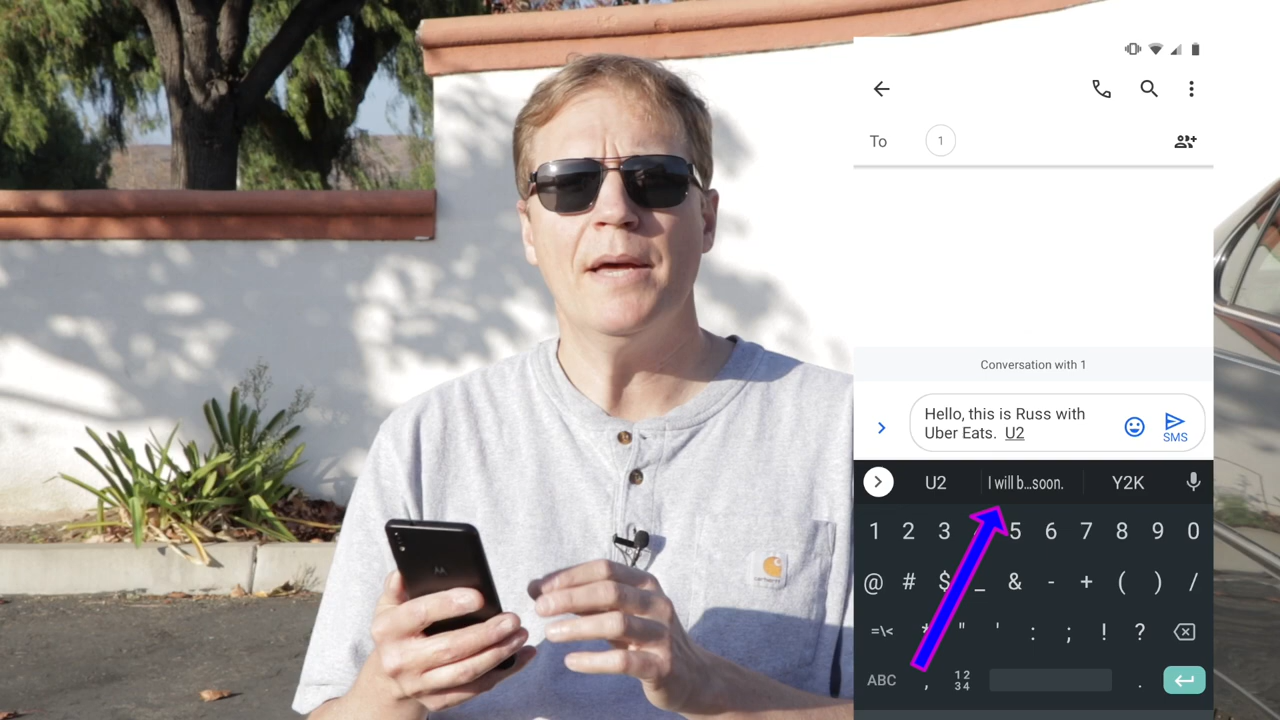 To 1
Conversation with 1
Hello, this is Russ with
Uber Eats. U2
SMS
U2 I will b...soon. Y2K
1 2 3 5 6 7 8 9 0
@ # $ _ & - + ( ) /
=\< * " ' : ; ! ?
ABC , 12 34 .